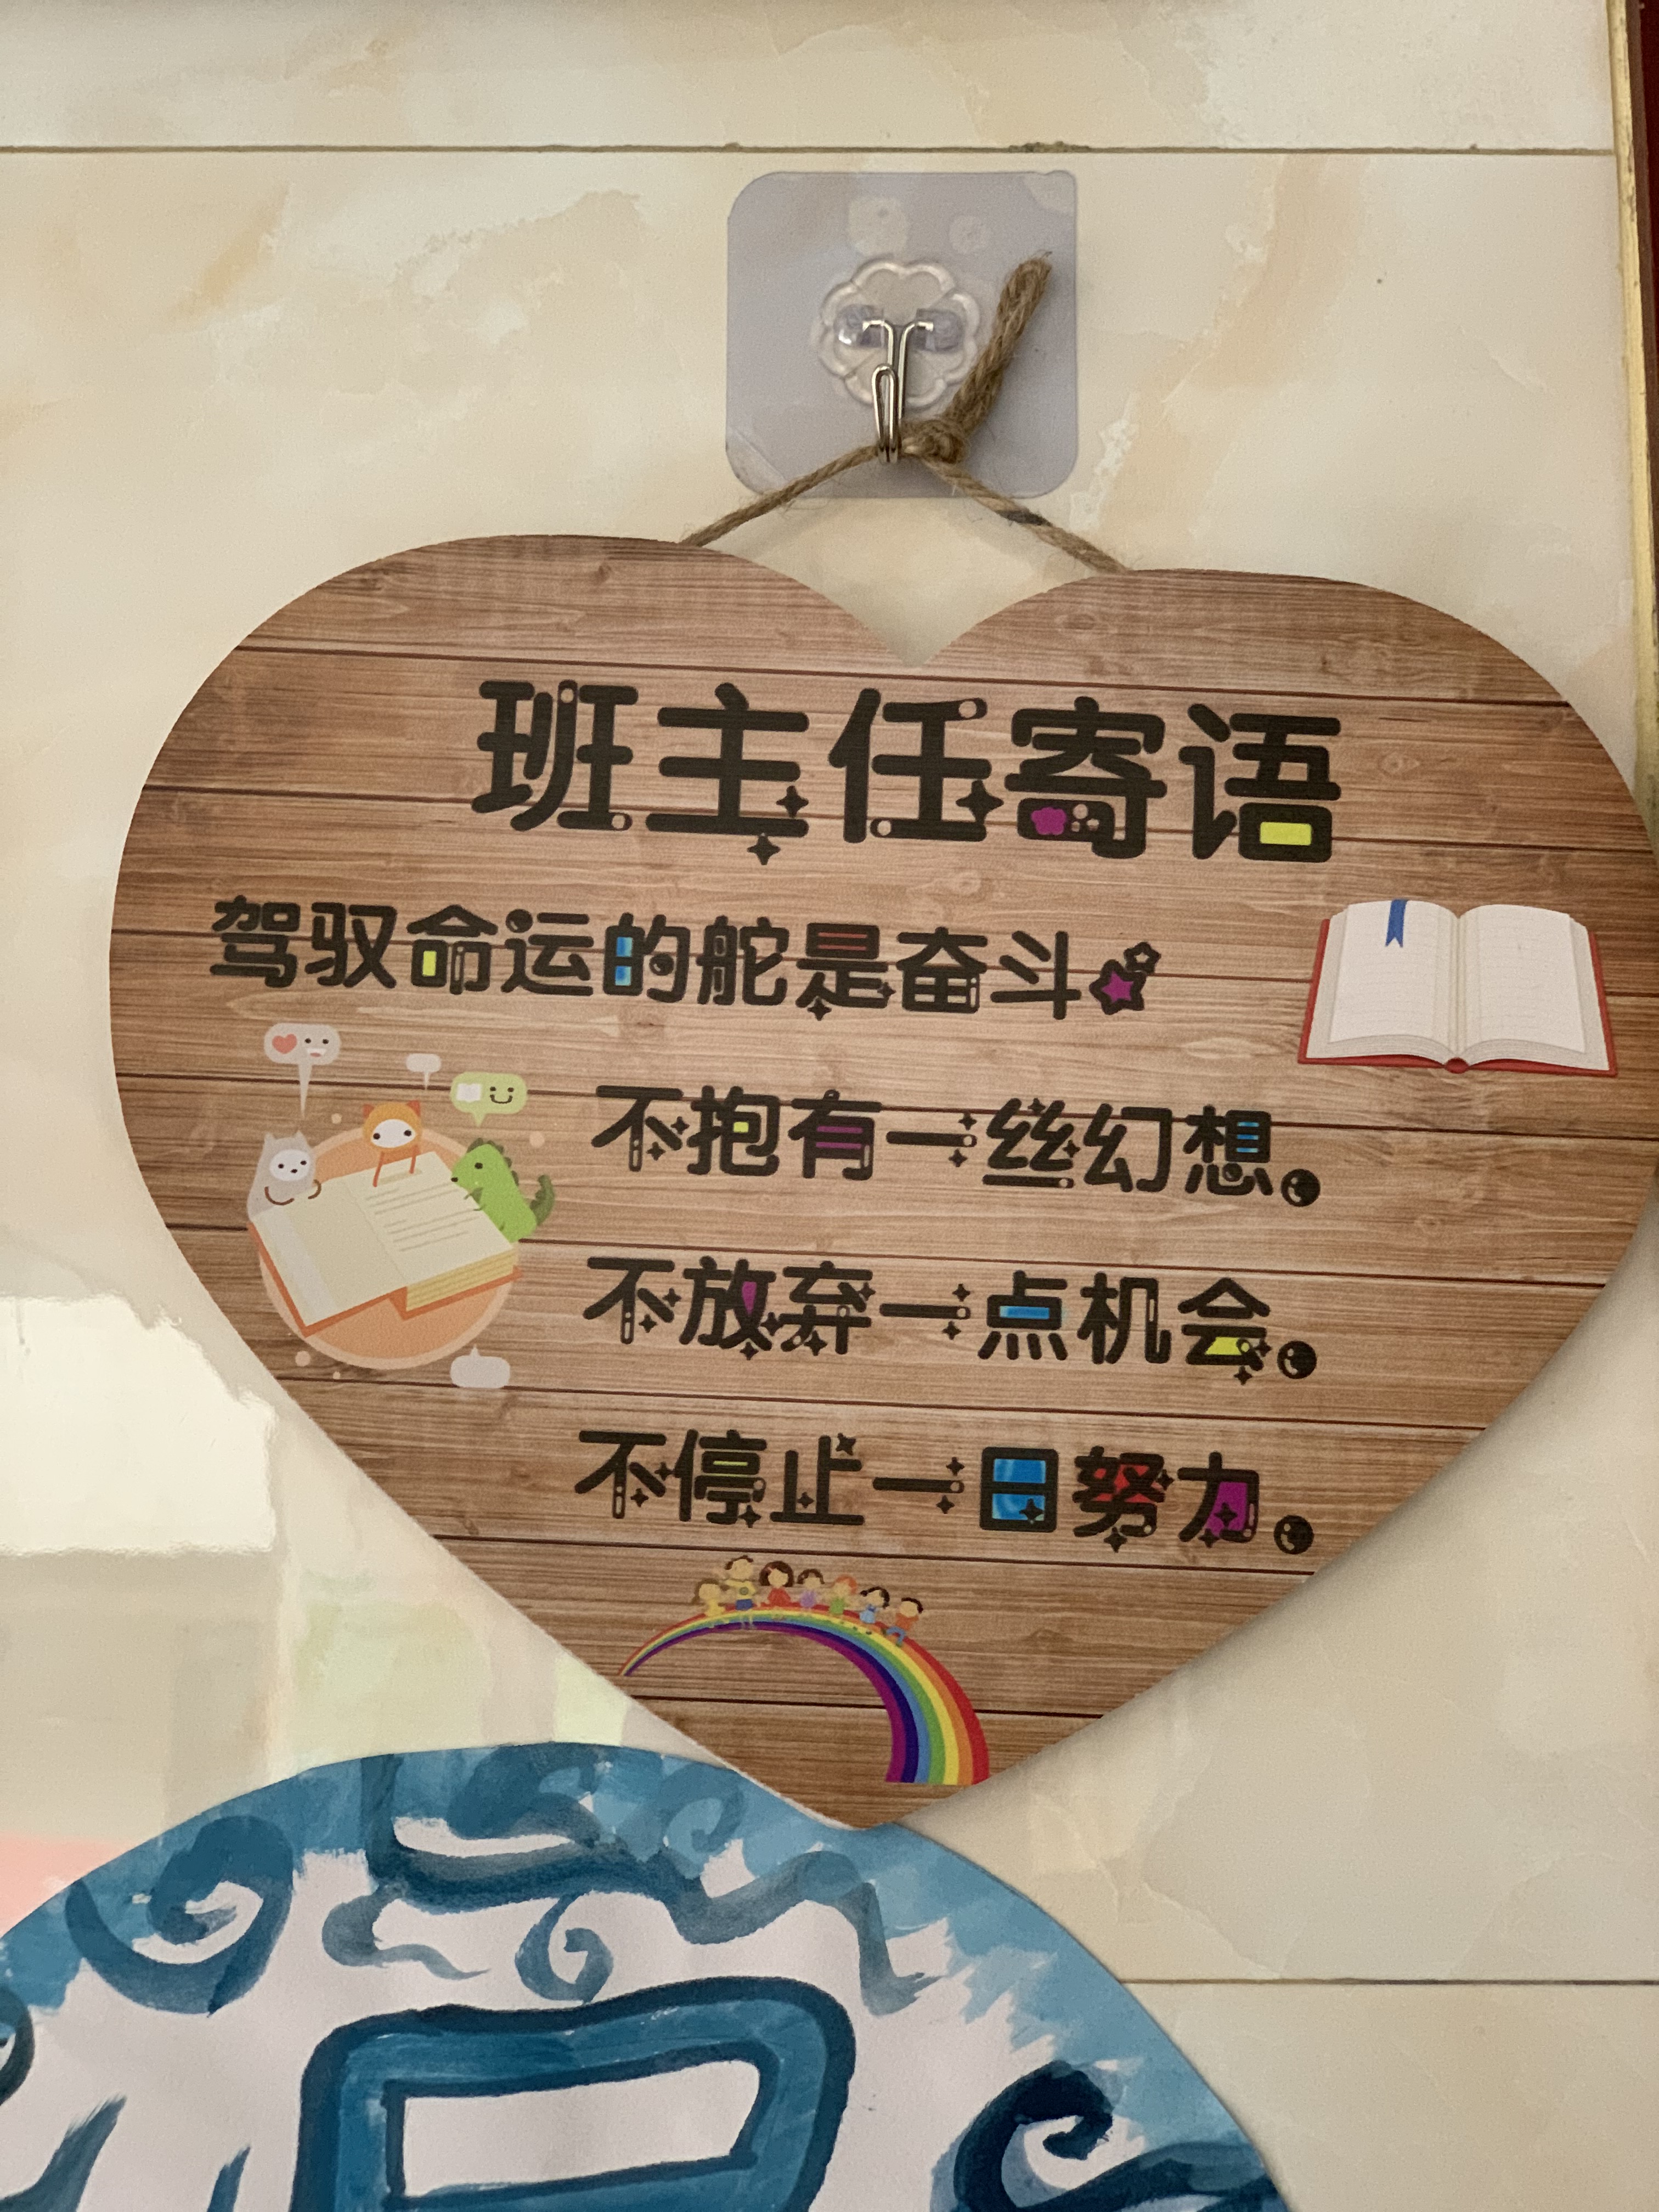 班主任寄语
驾驭命运的舵是奋斗
不抱有一丝幻想。
不放弃一点机会。
不停止一日努力。